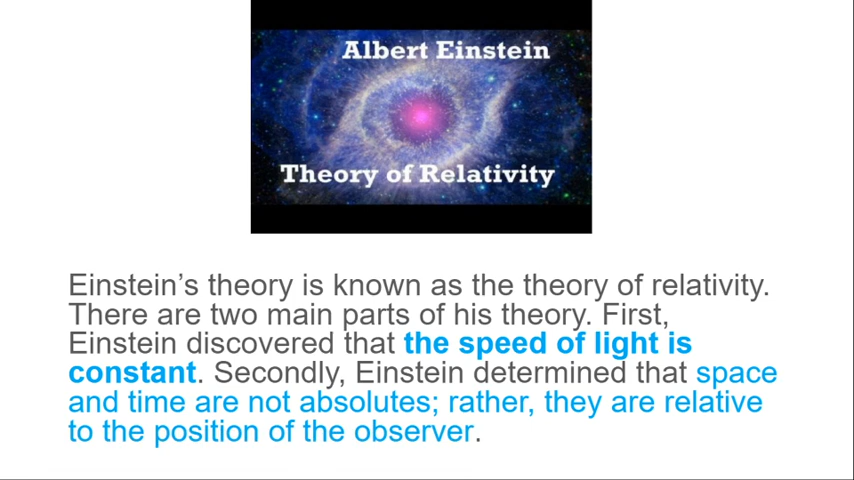 Albert Einstein
Theory of Relativity
Einstein’s theory is known as the theory of relativity.
There are two main parts of his theory. First,
Einstein discovered that the speed of light is
constant. Secondly, Einstein determined that space
and time are not absolutes; rather, they are relative
to the position of the observer.